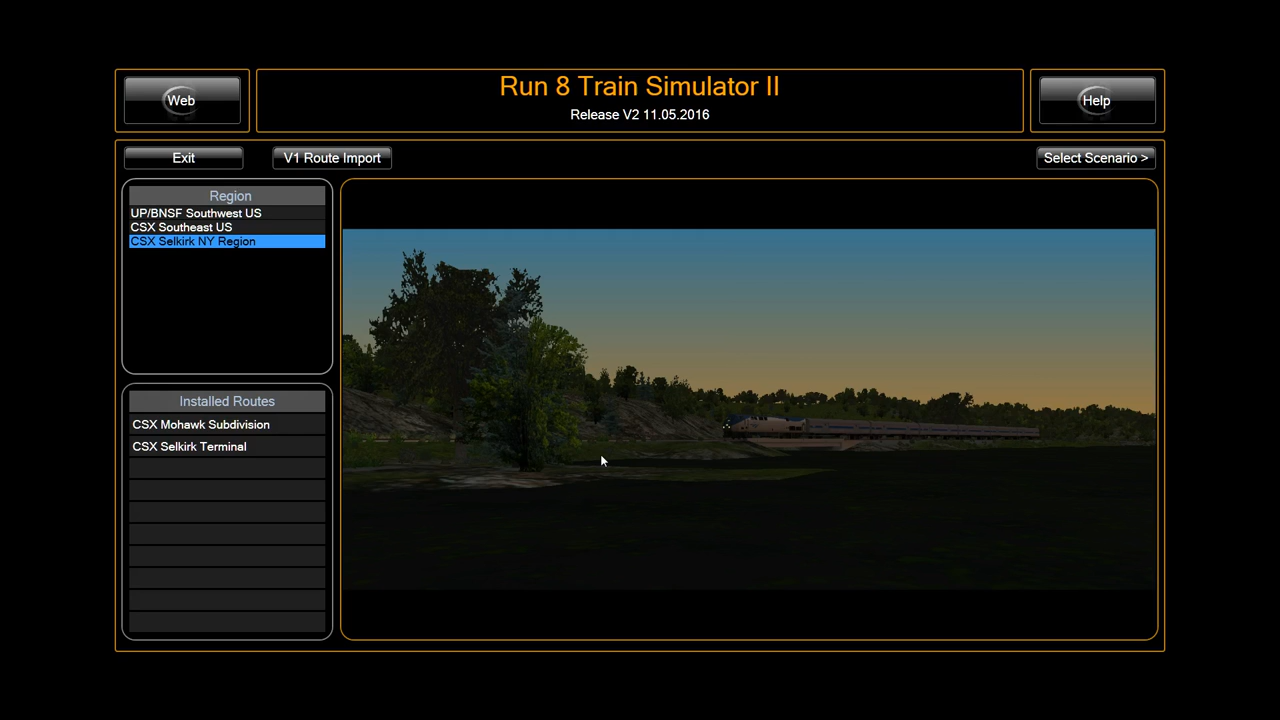 Web
Run 8 Train Simulator II
Release V2 11.05.2016
Help
Exit
V1 Route Import
Select Scenario >
Region
UP/BNSF Southwest US
CSX Southeast US
CSX Selkirk NY Region
Installed Routes
CSX Mohawk Subdivision
CSX Selkirk Terminal